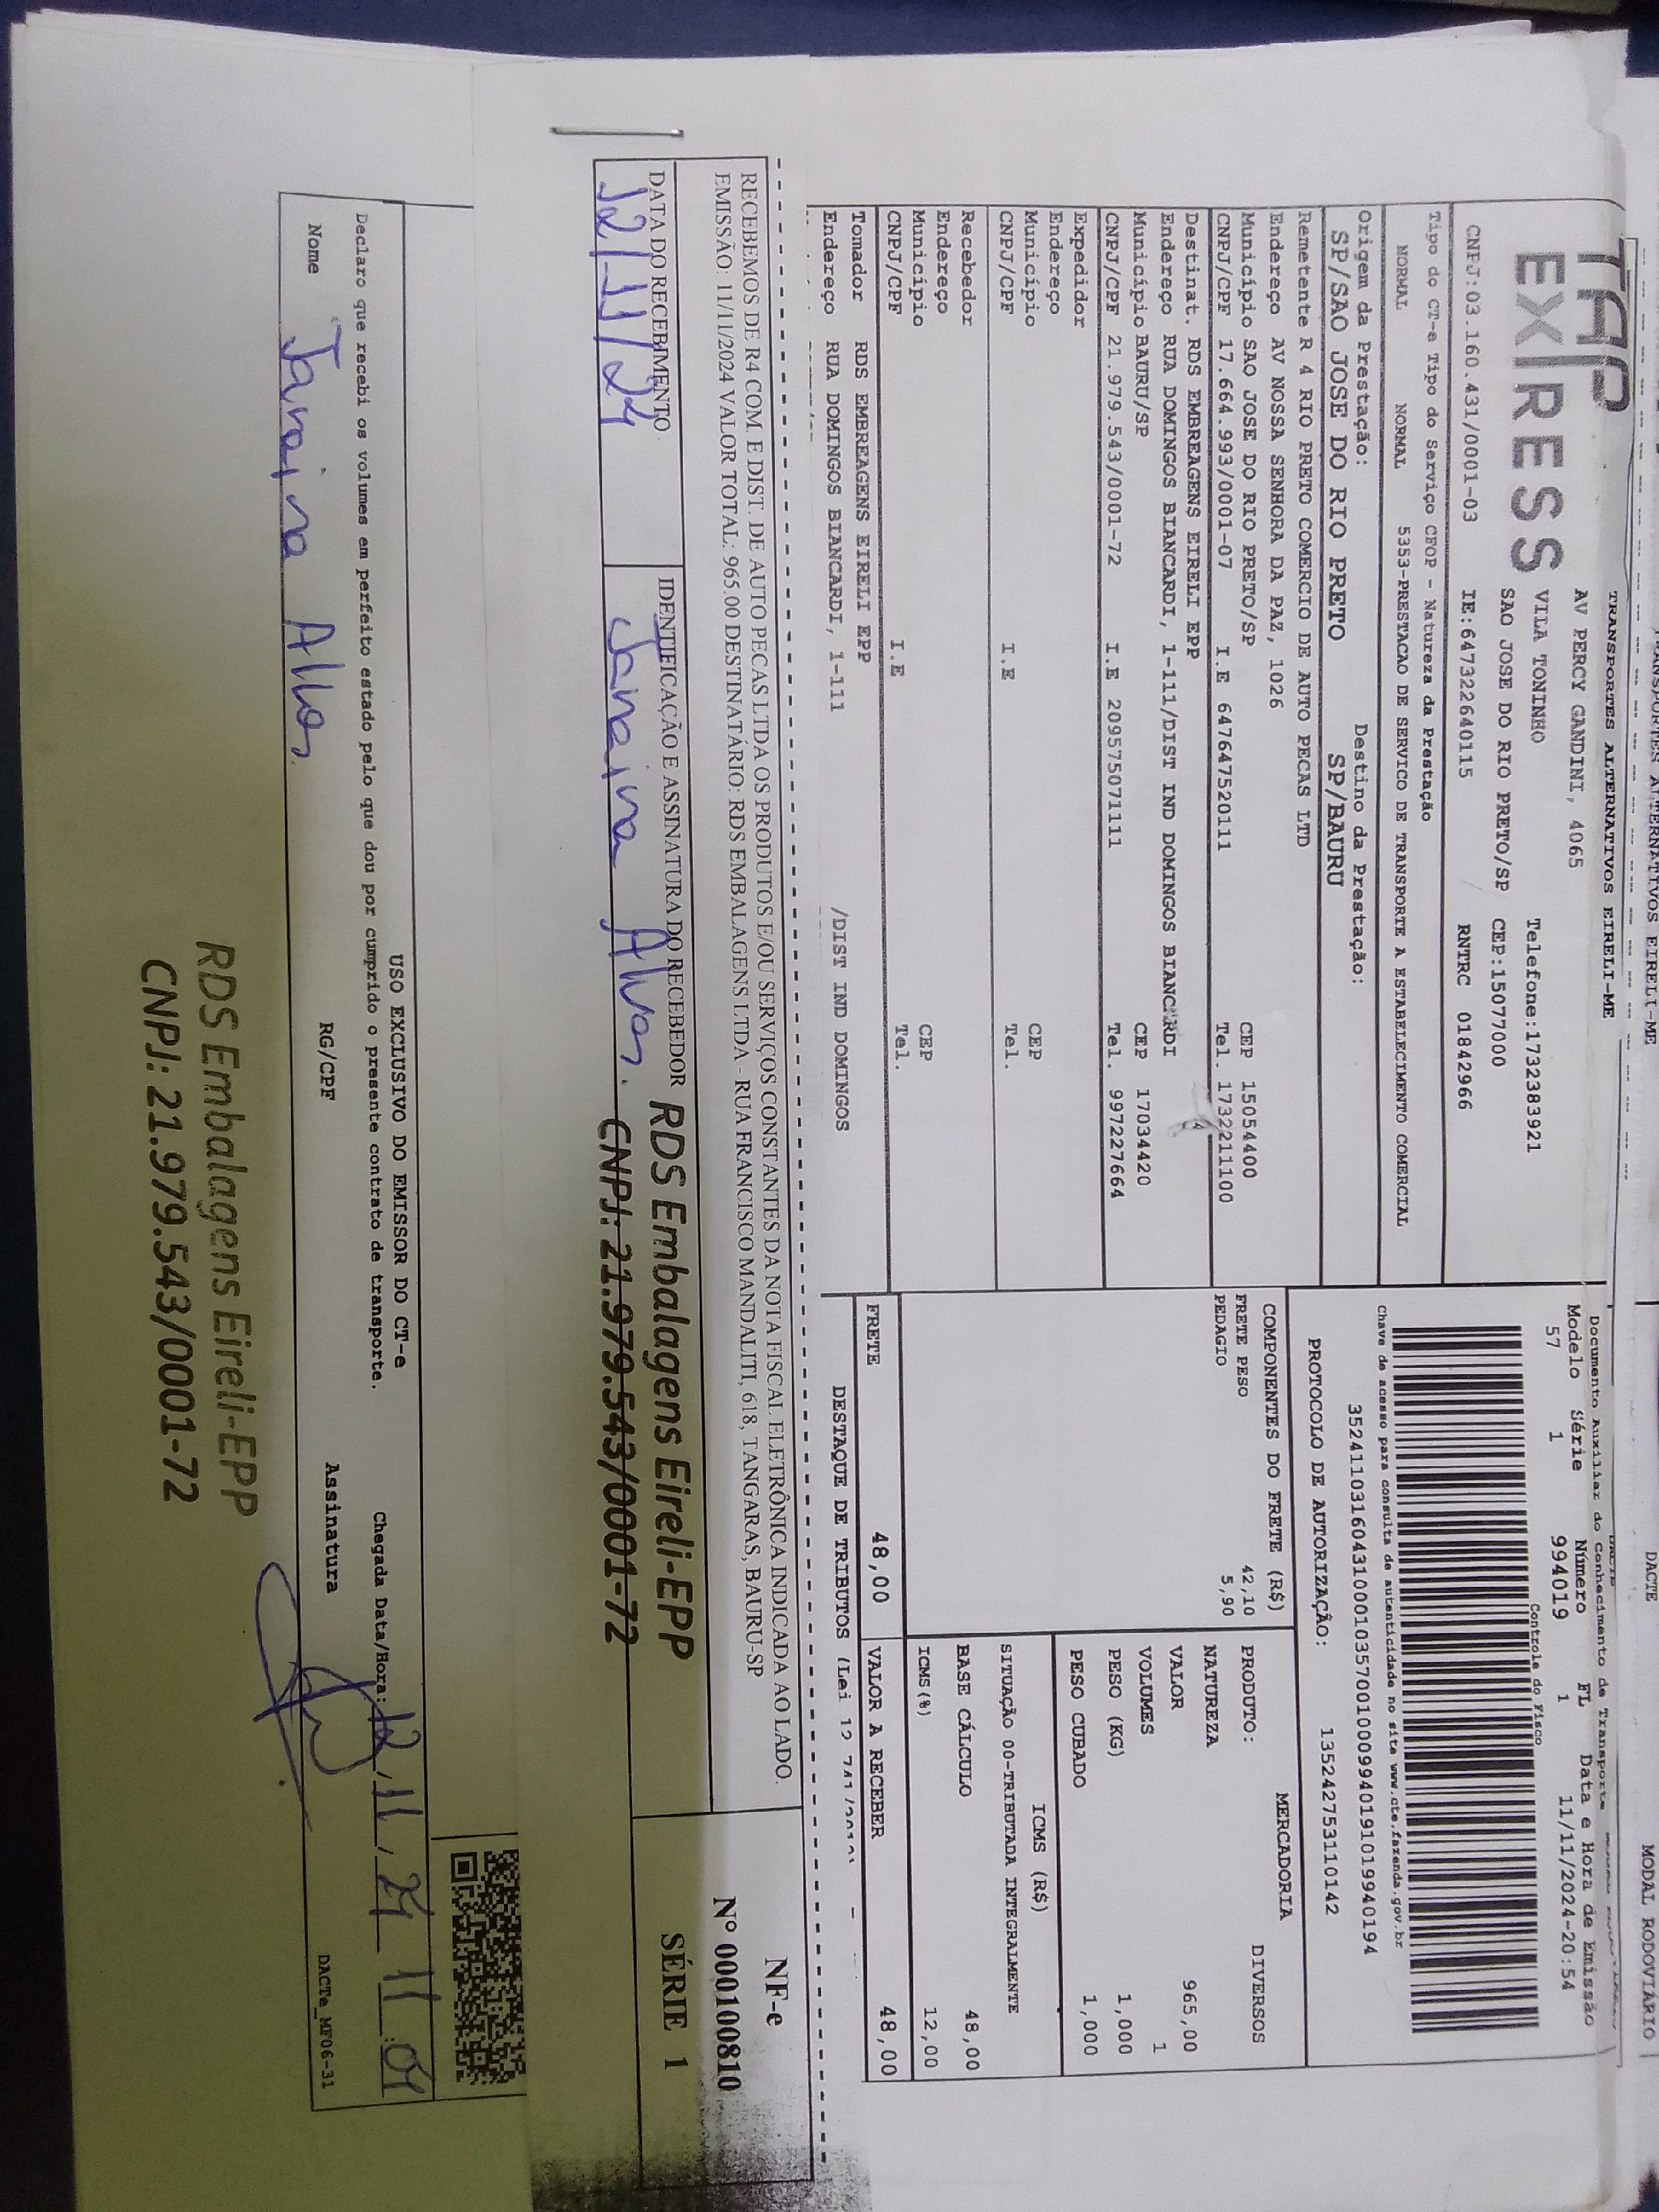 TRANSPORTES ALTERNATIVOS EIRELI-ME
DACTE
MODAL RODOVIÁRIO
TAP
EXPRESS
TRANSPORTES ALTERNATIVOS EIRELI-ME
AV PERCY GANDINI, 4065
VILA TONINHO Telefone:1732383921
SAO JOSE DO RIO PRETO/SP CEP:15077000
CNPJ:03.160.431/0001-03 IE:647322640115 RNTRC 01842966
Tipo do CT-e Tipo do Serviço CFOP - Natureza da Prestação
NORMAL NORMAL 5353-PRESTACAO DE SERVICO DE TRANSPORTE A ESTABELECIMENTO COMERCIAL
Origem da Prestação: Destino da Prestação:
SP/SAO JOSE DO RIO PRETO SP/BAURU
Remetente R 4 RIO PRETO COMERCIO DE AUTO PECAS LTD
Endereço AV NOSSA SENHORA DA PAZ, 1026
Município SAO JOSE DO RIO PRETO/SP CEP 15054400
CNPJ/CPF 17.664.993/0001-07 I.E 647647520111 Tel. 1732211100
Destinat. RDS EMBREAGENS EIRELI EPP
Endereço RUA DOMINGOS BIANCARDI, 1-111/DIST IND DOMINGOS BIANCARDI
Município BAURU/SP CEP 17034420
CNPJ/CPF 21.979.543/0001-72 I.E 209575071111 Tel. 997227664
Expedidor
Endereço
Município CEP
CNPJ/CPF I.E Tel.
Recebedor
Endereço
Município CEP
CNPJ/CPF I.E Tel.
Tomador RDS EMBREAGENS EIRELI EPP
Endereço RUA DOMINGOS BIANCARDI, 1-111 /DIST IND DOMINGOS
Documento Auxiliar do Conhecimento de Transporte
Modelo Série Número FL Data e Hora de Emissão
57 1 994019 1 11/11/2024-20:54
Controle do Fisco
Chave de acesso para consulta de autenticidade no site www.cte.fazenda.gov.br
35241103160431000103570010009940191019940194
PROTOCOLO DE AUTORIZAÇÃO: 135242753110142
COMPONENTES DO FRETE (R$)
FRETE PESO 42,10
PEDAGIO 5,90
MERCADORIA
PRODUTO: DIVERSOS
NATUREZA
VALOR 965,00
VOLUMES 1
PESO (KG) 1,000
PESO CUBADO 1,000
ICMS (R$)
SITUAÇÃO 00-TRIBUTADA INTEGRALMENTE
BASE CÁLCULO 48,00
ICMS(%) 12,00
FRETE 48,00 VALOR A RECEBER 48,00
DESTAQUE DE TRIBUTOS (Lei 12.741/2012)
RECEBEMOS DE R4 COM. E DIST. DE AUTO PECAS LTDA OS PRODUTOS E/OU SERVIÇOS CONSTANTES DA NOTA FISCAL ELETRÔNICA INDICADA AO LADO.
EMISSÃO: 11/11/2024 VALOR TOTAL: 965.00 DESTINATÁRIO: RDS EMBALAGENS LTDA - RUA FRANCISCO MANDALITI, 618, TANGARAS, BAURU-SP
DATA DO RECEBIMENTO IDENTIFICAÇÃO E ASSINATURA DO RECEBEDOR
12/11/24 Janaina Alves.
RDS Embalagens Eireli-EPP
CNPJ: 21.979.543/0001-72
NF-e
Nº 000100810
SÉRIE 1
USO EXCLUSIVO DO EMISSOR DO CT-e
Declaro que recebi os volumes em perfeito estado pelo que dou por cumprido o presente contrato de transporte. Chegada Data/Hora: 12/11/24 11:09
Nome Janaina Alves. RG/CPF Assinatura
DACTe_MF06-31
RDS Embalagens Eireli-EPP
CNPJ: 21.979.543/0001-72